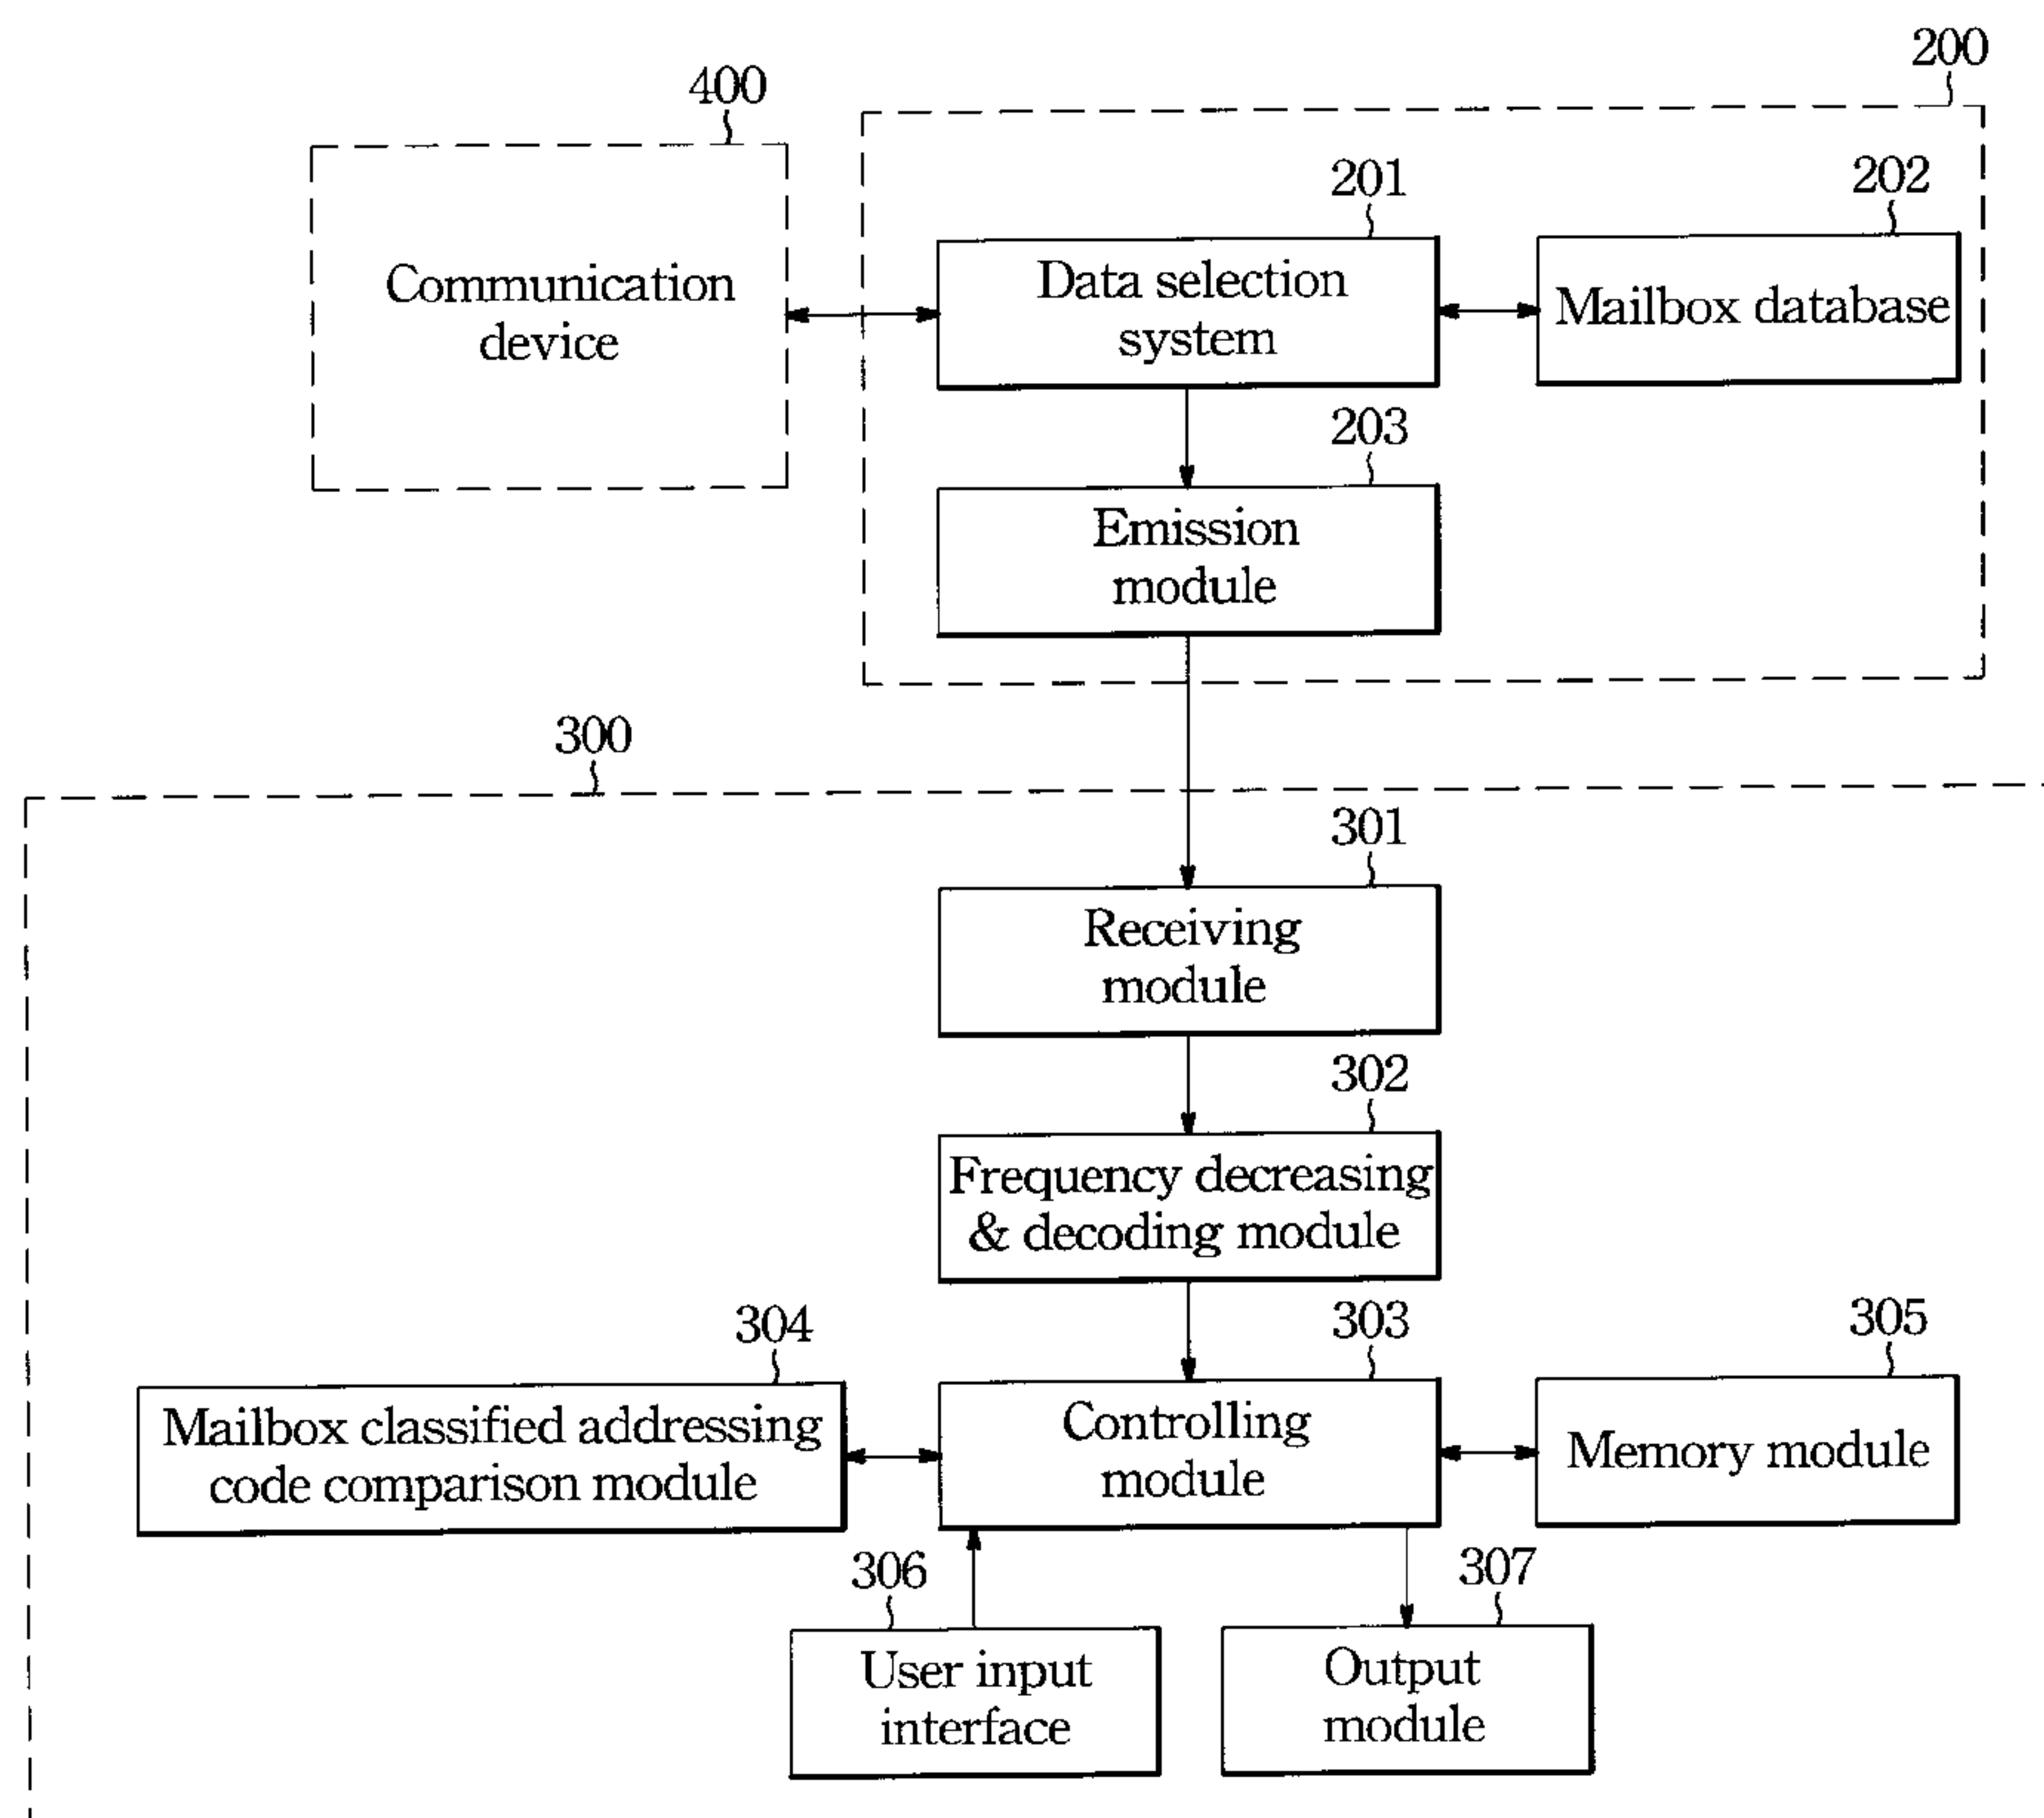 200
400
201
202
Communication
device
Data selection
system
Mailbox database
203
Emission
module
300
301
Receiving
module
302
Frequency decreasing
& decoding module
304
303
305
Mailbox classified addressing
code comparison module
Controlling
module
Memory module
306
307
User input
interface
Output
module